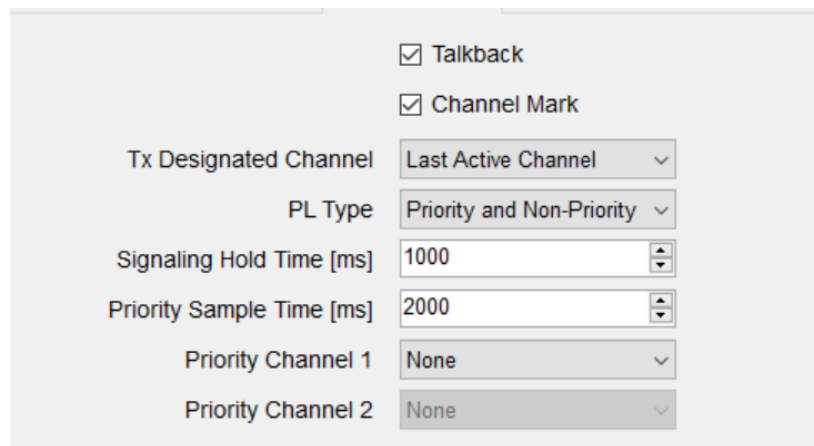 Talkback
Channel Mark
Tx Designated Channel Last Active Channel
PL Type Priority and Non-Priority
Signaling Hold Time [ms] 1000
Priority Sample Time [ms] 2000
Priority Channel 1 None
Priority Channel 2 None